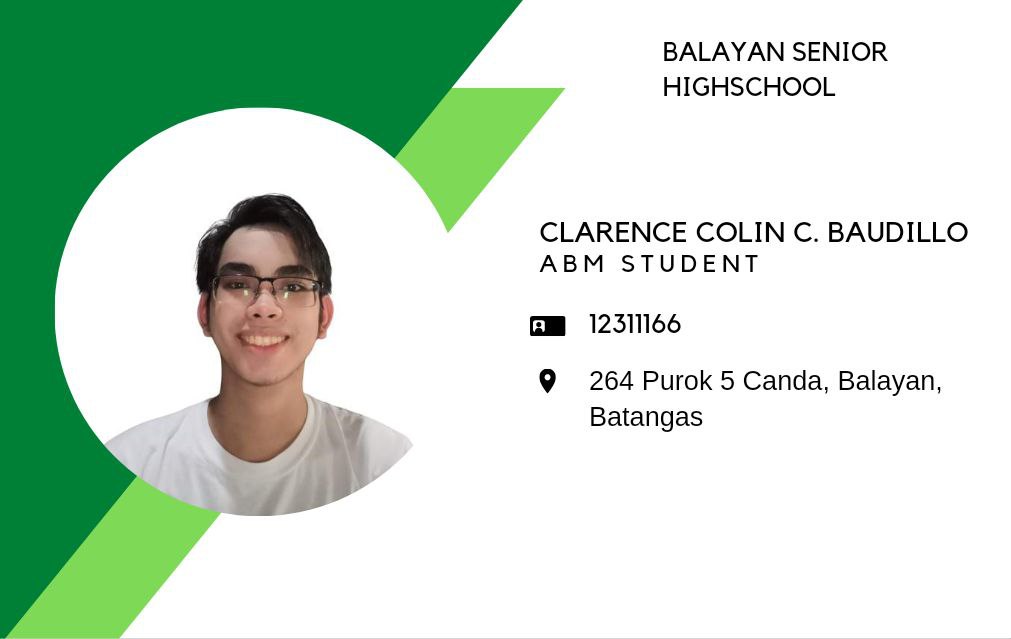 BALAYAN SENIOR
HIGHSCHOOL
CLARENCE COLIN C. BAUDILLO
ABM STUDENT
12311166
264 Purok 5 Canda, Balayan,
Batangas